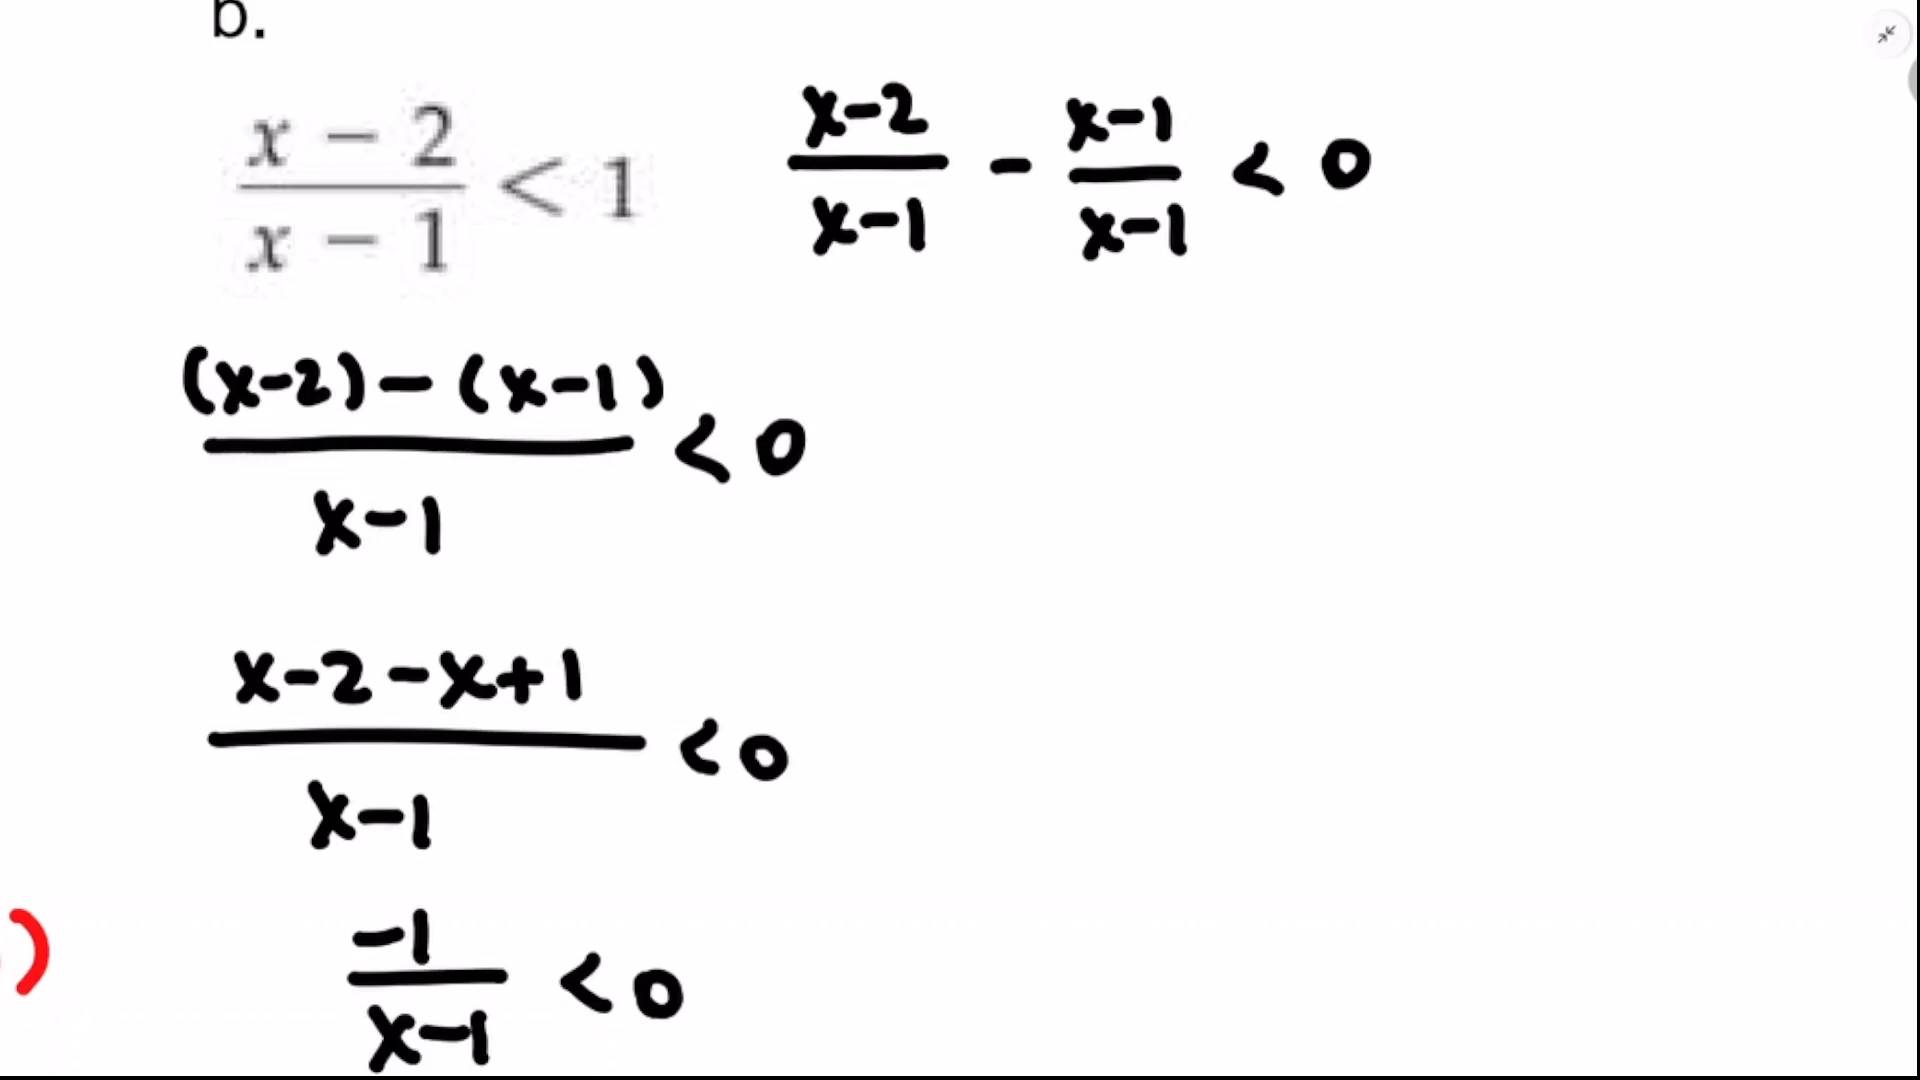 b.
x − 2 / x − 1 < 1
x-2 / x-1 - x-1 / x-1 < 0
(x-2) - (x-1) / x-1 < 0
x-2-x+1 / x-1 < 0
-1 / x-1 < 0
)